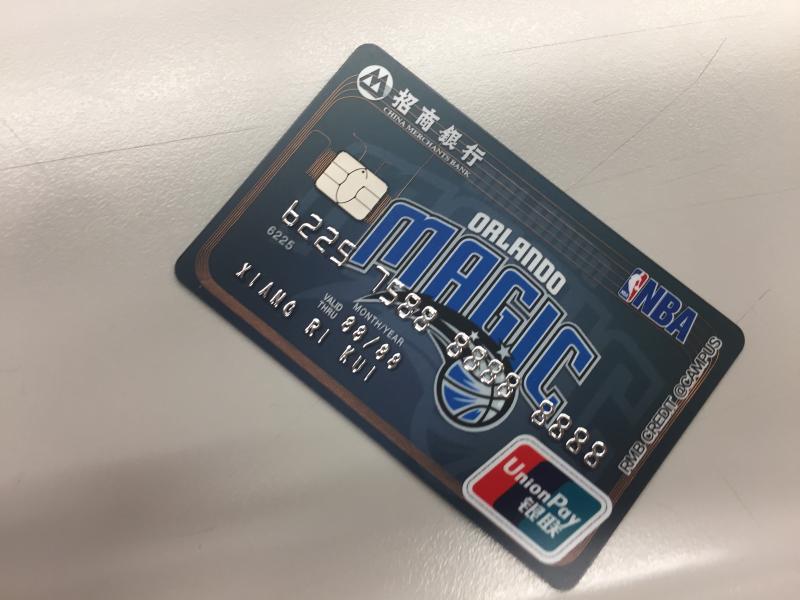 招商銀行
CHINA MERCHANTS BANK
ORLANDO
MAGIC
NBA
6225 7588 8888 8888
6225
VALID THRU
MONTH/YEAR
88/88
XIANG RI KUI
RMB CREDIT @CAMPUS
UnionPay
银联